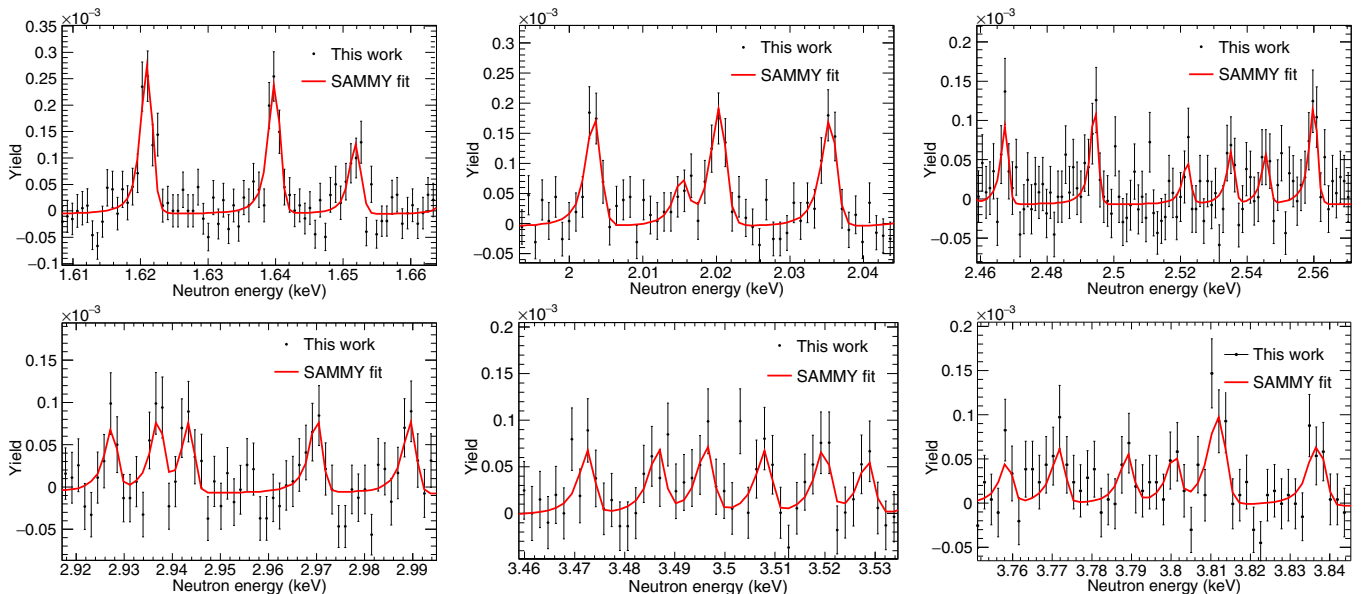 ×10⁻³
0.35
0.3
0.25
0.2
0.15
0.1
0.05
0
−0.05
−0.1
Yield
This work
SAMMY fit
1.61 1.62 1.63 1.64 1.65 1.66
Neutron energy (keV)
×10⁻³
0.3
0.25
0.2
0.15
0.1
0.05
0
−0.05
Yield
This work
SAMMY fit
2 2.01 2.02 2.03 2.04
Neutron energy (keV)
×10⁻³
0.2
0.15
0.1
0.05
0
−0.05
Yield
This work
SAMMY fit
2.46 2.48 2.5 2.52 2.54 2.56
Neutron energy (keV)
×10⁻³
0.15
0.1
0.05
0
−0.05
Yield
This work
SAMMY fit
2.92 2.93 2.94 2.95 2.96 2.97 2.98 2.99
Neutron energy (keV)
×10⁻³
0.2
0.15
0.1
0.05
0
−0.05
Yield
This work
SAMMY fit
3.46 3.47 3.48 3.49 3.50 3.51 3.52 3.53
Neutron energy (keV)
×10⁻³
0.2
0.15
0.1
0.05
0
−0.05
Yield
This work
SAMMY fit
3.76 3.77 3.78 3.79 3.8 3.81 3.82 3.83 3.84
Neutron energy (keV)